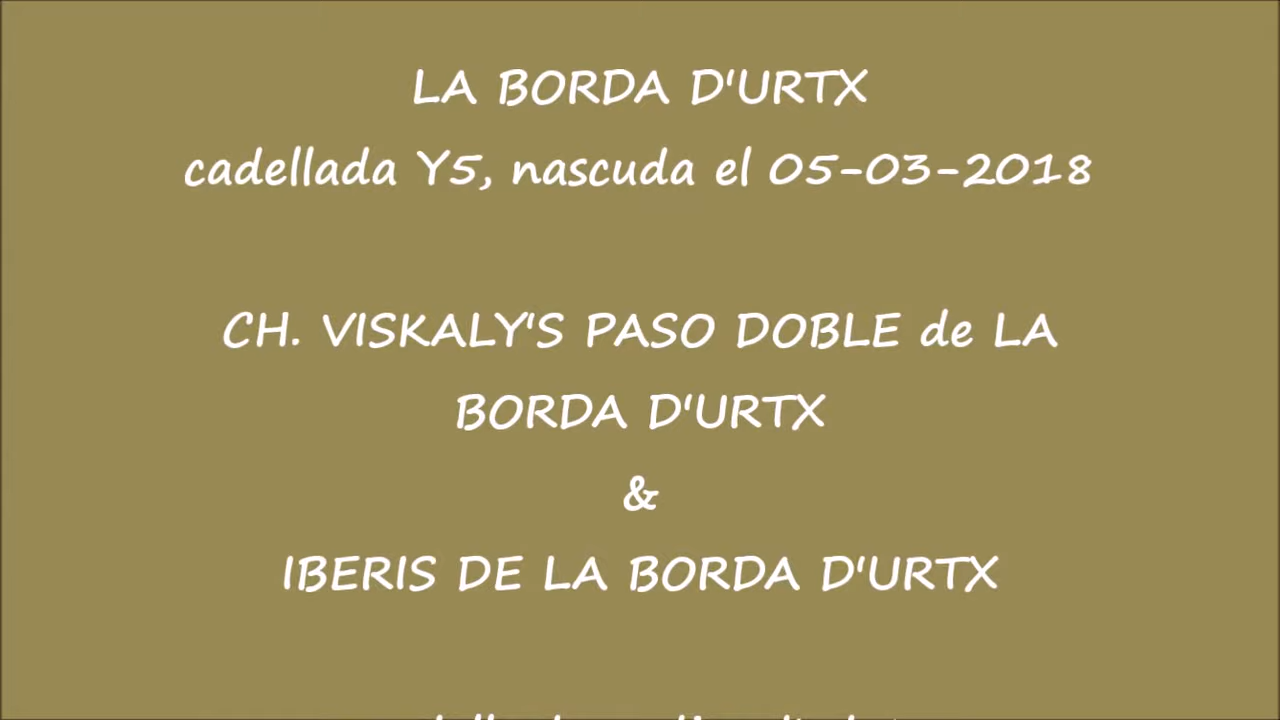 LA BORDA D'URTX
cadellada Y5, nascuda el 05-03-2018
CH. VISKALY'S PASO DOBLE de LA
BORDA D'URTX
&
IBERIS DE LA BORDA D'URTX